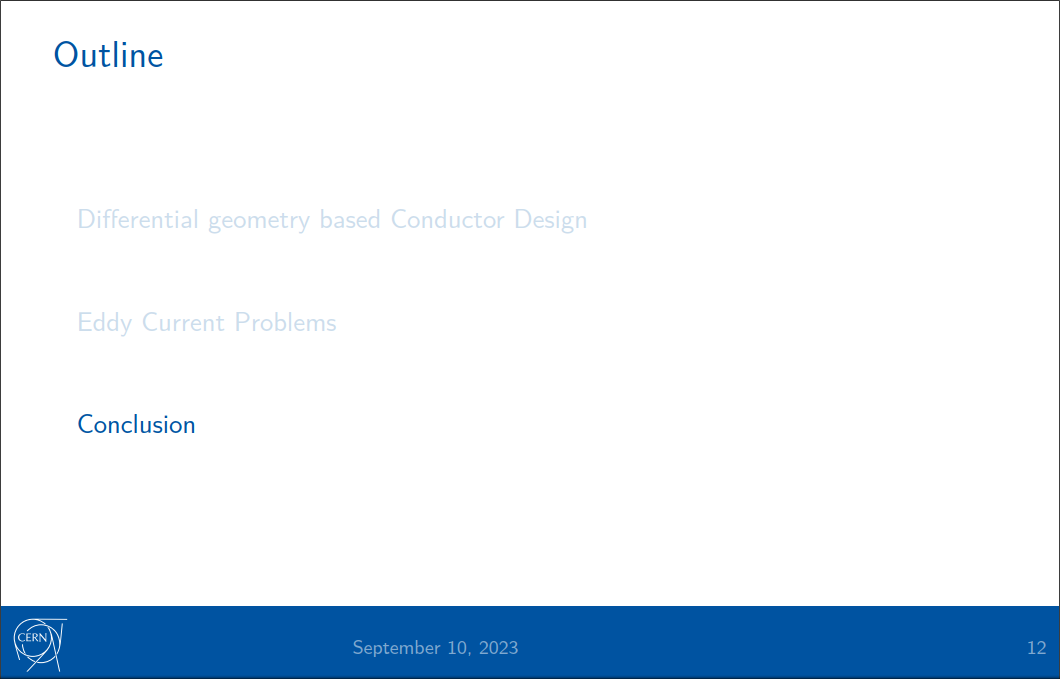 Outline
Differential geometry based Conductor Design
Eddy Current Problems
Conclusion
CERN
September 10, 2023
12